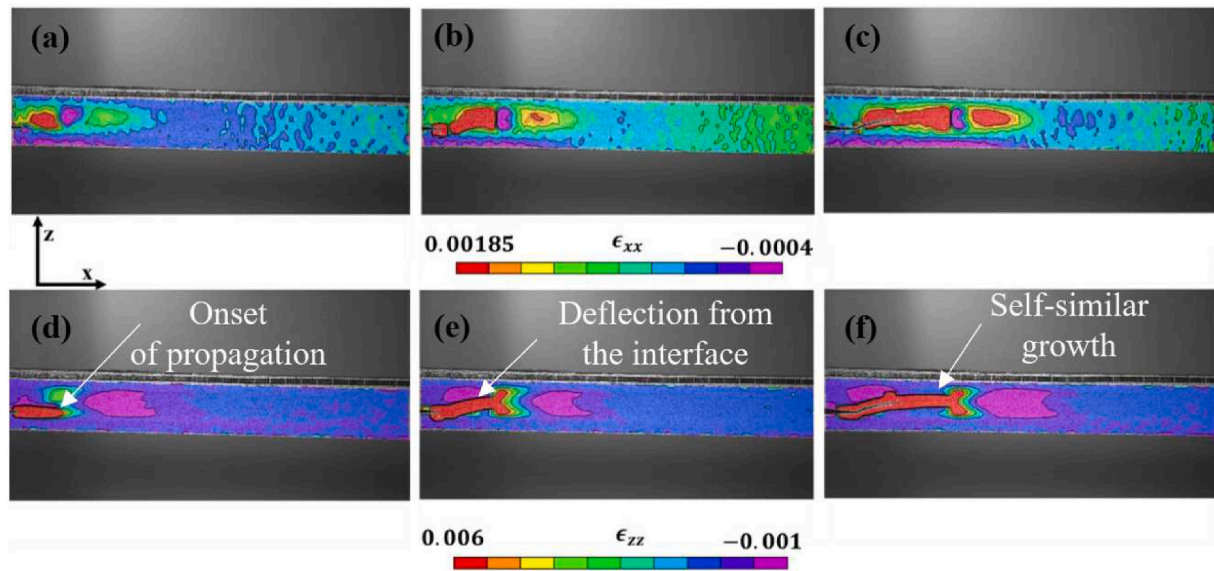 (a)
(b)
(c)
z
x
0.00185 ϵxx −0.0004
(d)
Onset
of propagation
(e)
Deflection from
the interface
(f)
Self-similar
growth
0.006 ϵzz −0.001